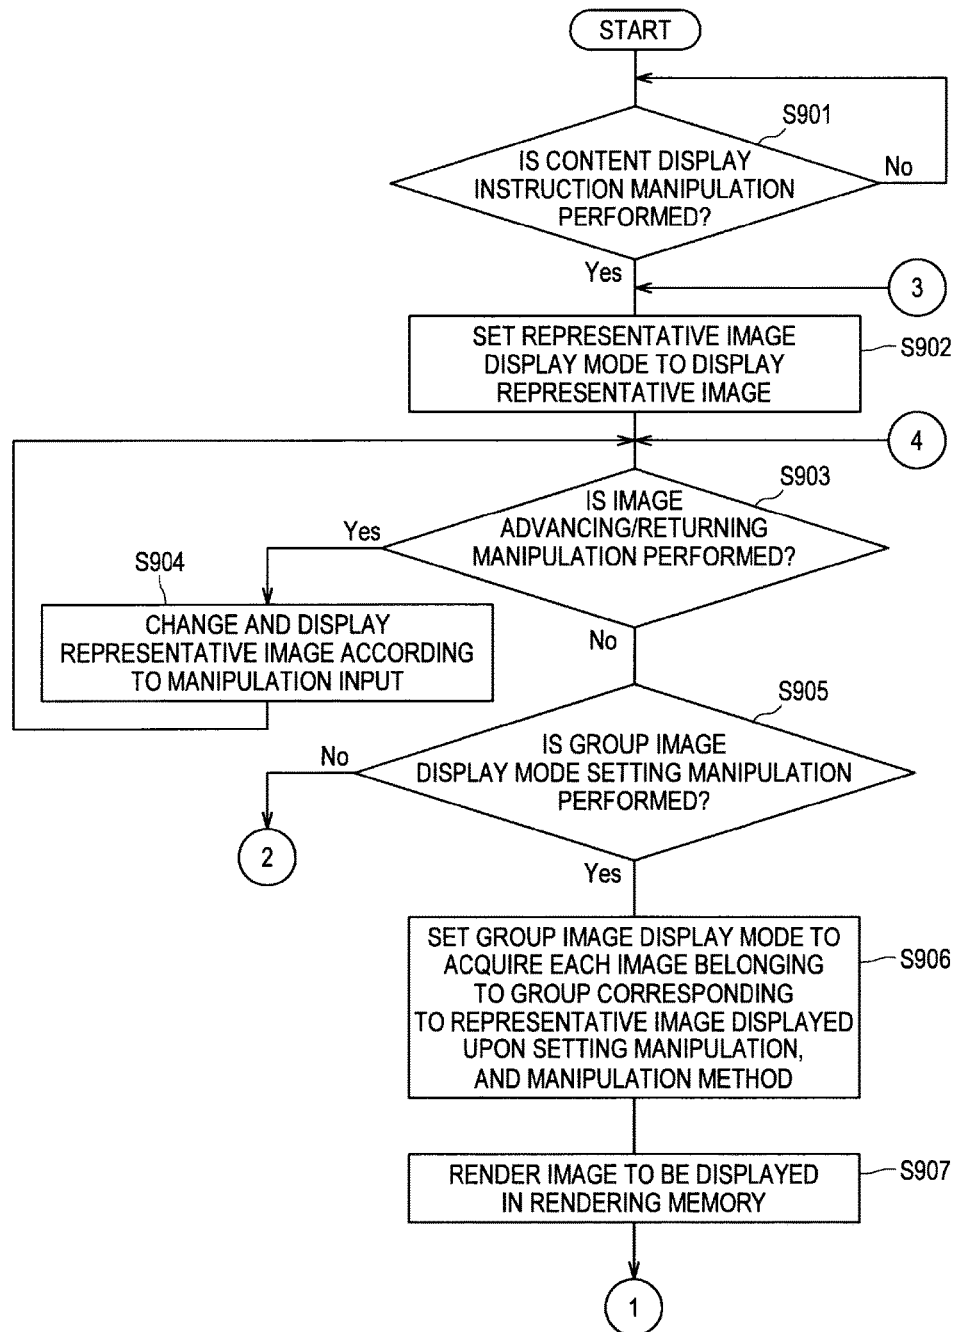 START
S901
IS CONTENT DISPLAY
INSTRUCTION MANIPULATION
PERFORMED?
No
Yes
3
SET REPRESENTATIVE IMAGE
DISPLAY MODE TO DISPLAY
REPRESENTATIVE IMAGE
S902
4
S903
IS IMAGE
ADVANCING/RETURNING
MANIPULATION PERFORMED?
Yes
S904
CHANGE AND DISPLAY
REPRESENTATIVE IMAGE ACCORDING
TO MANIPULATION INPUT
No
S905
IS GROUP IMAGE
DISPLAY MODE SETTING MANIPULATION
PERFORMED?
No
2
Yes
SET GROUP IMAGE DISPLAY MODE TO
ACQUIRE EACH IMAGE BELONGING
TO GROUP CORRESPONDING
TO REPRESENTATIVE IMAGE DISPLAYED
UPON SETTING MANIPULATION,
AND MANIPULATION METHOD
S906
RENDER IMAGE TO BE DISPLAYED
IN RENDERING MEMORY
S907
1